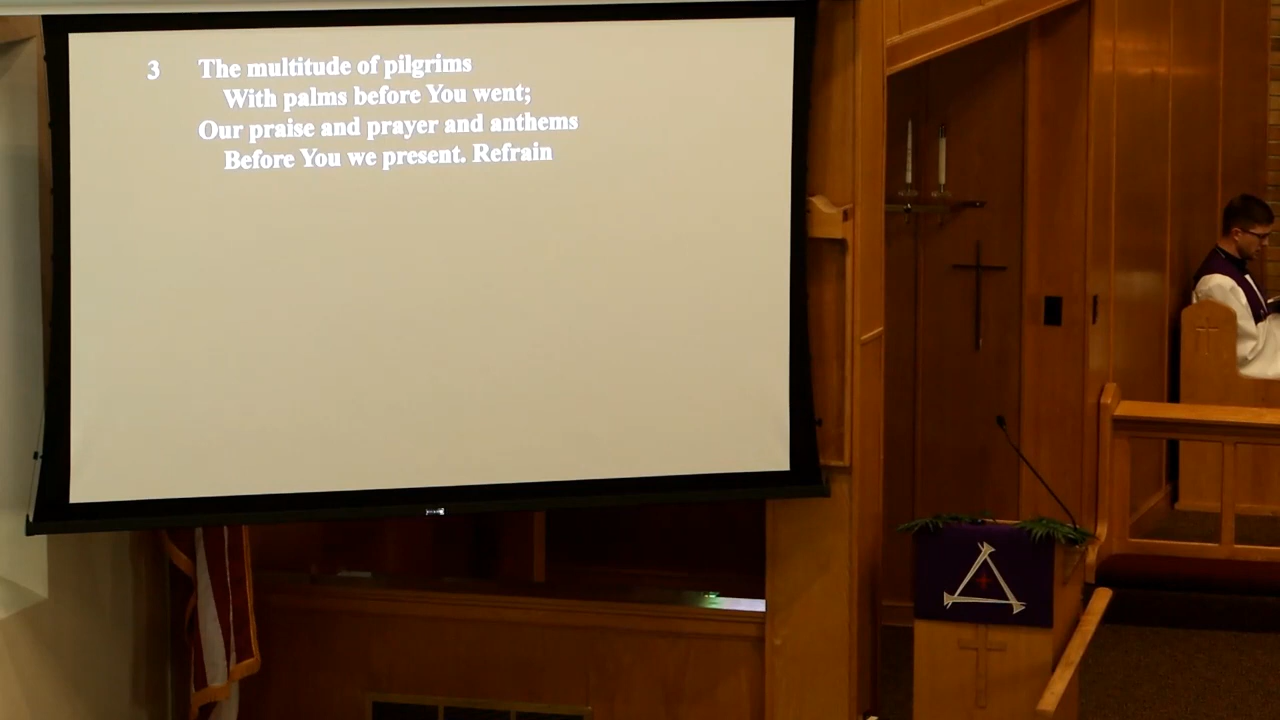 3 The multitude of pilgrims
With palms before You went;
Our praise and prayer and anthems
Before You we present. Refrain